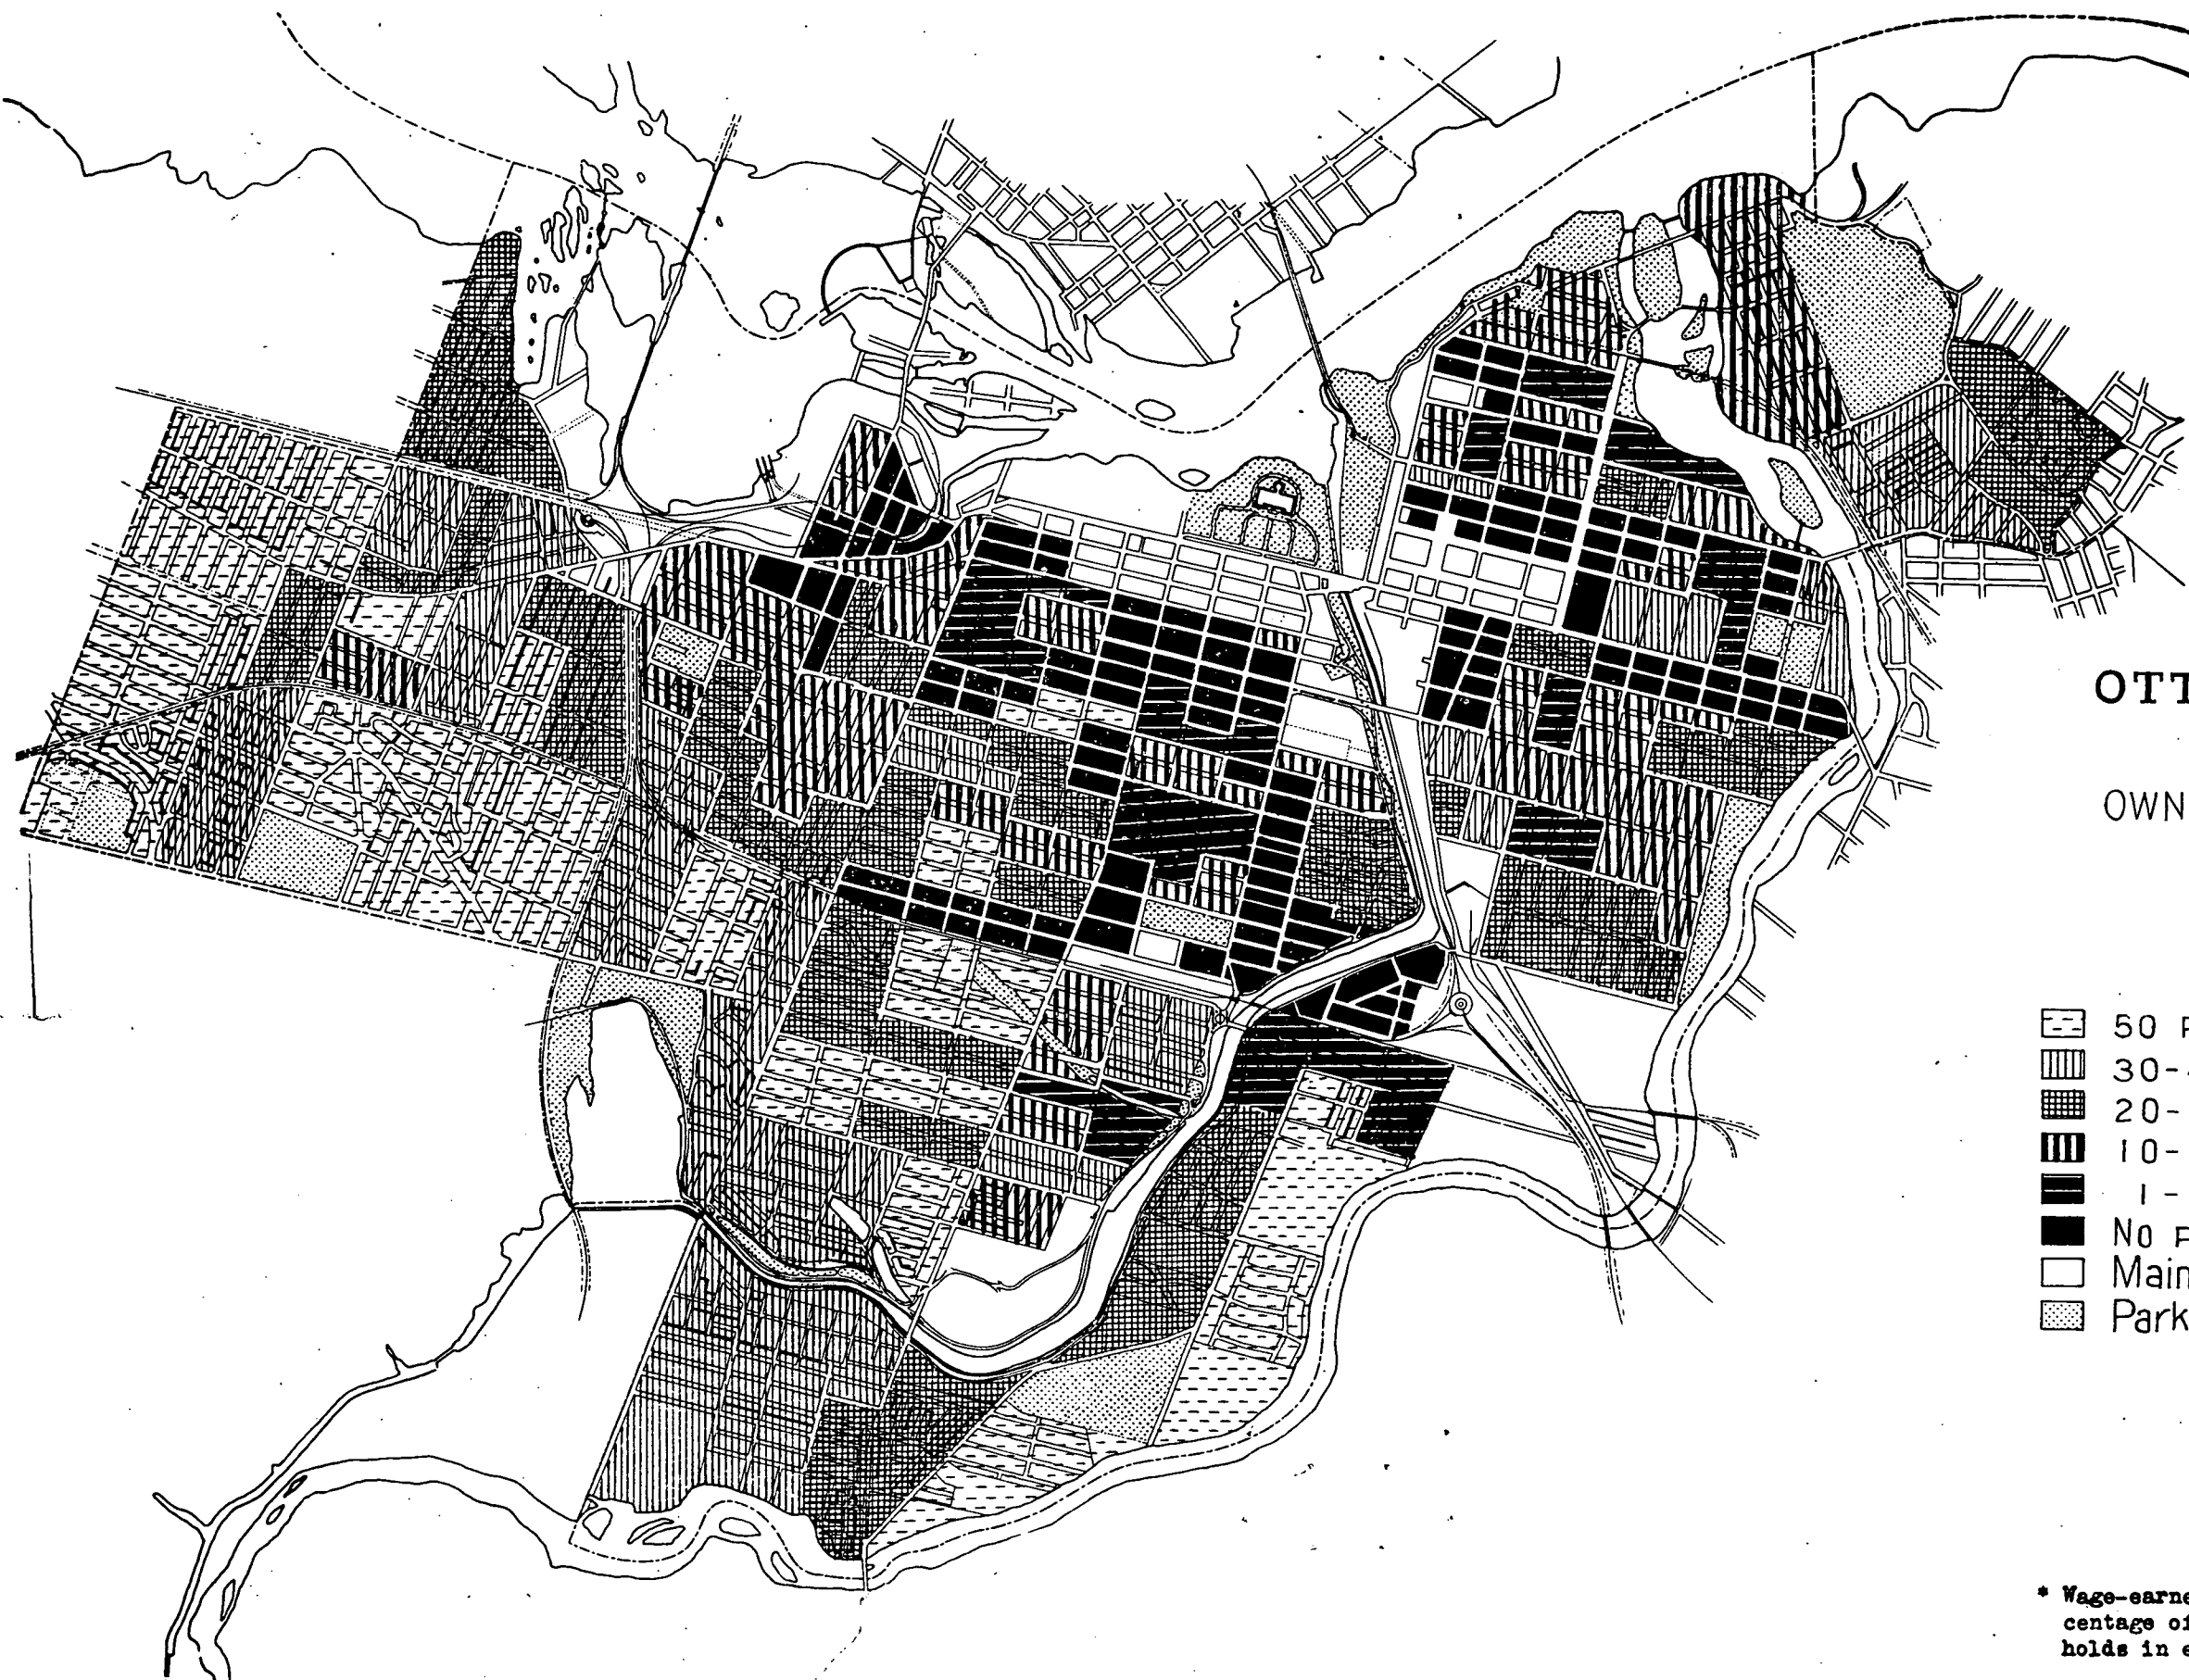 OTT
OWN
50 P
30-
20-
10-
1-
No P
Main
Park
* Wage-earne
centage of
holds in e